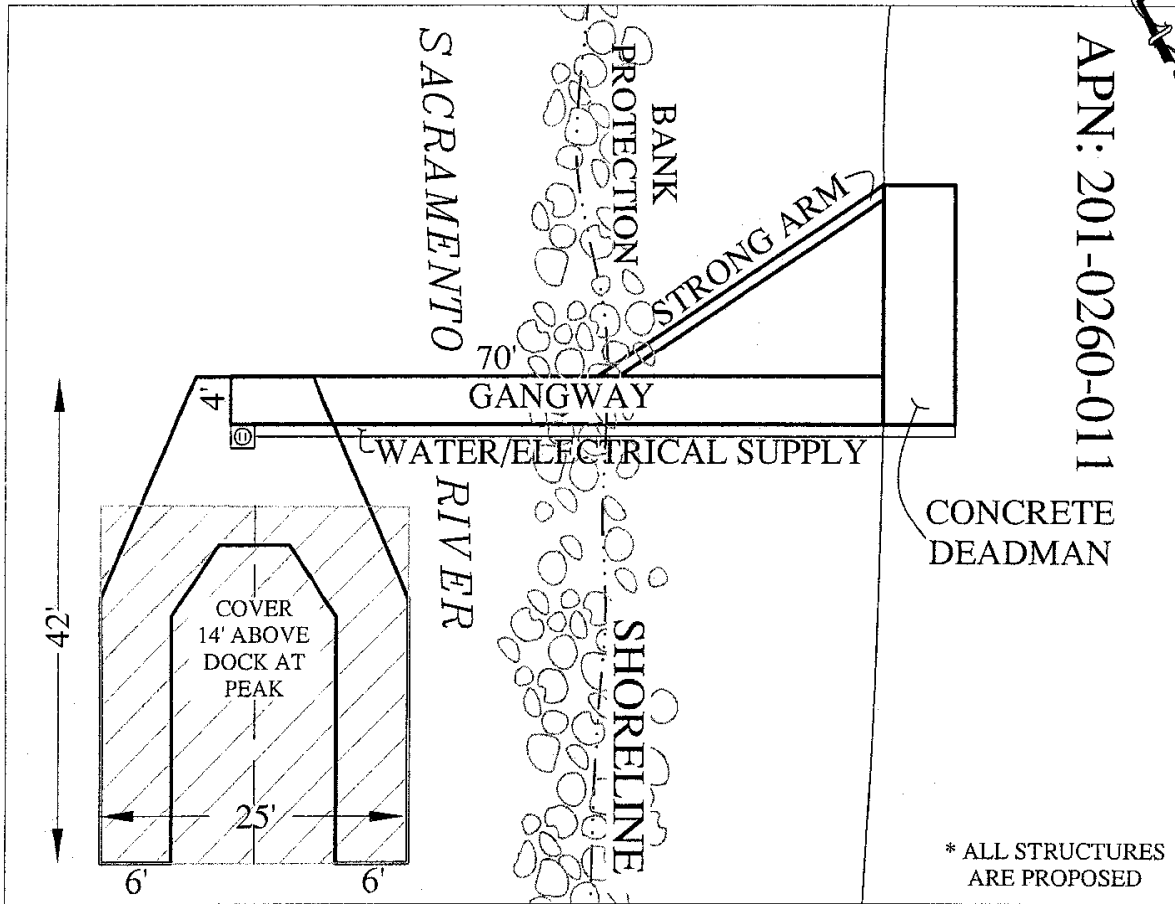 APN: 201-0260-011
SACRAMENTO
RIVER
BANK
PROTECTION
STRONG ARM
70'
4'
GANGWAY
WATER/ELECTRICAL SUPPLY
CONCRETE
DEADMAN
SHORELINE
COVER
14' ABOVE
DOCK AT
PEAK
42'
25'
6'
6'
* ALL STRUCTURES
ARE PROPOSED